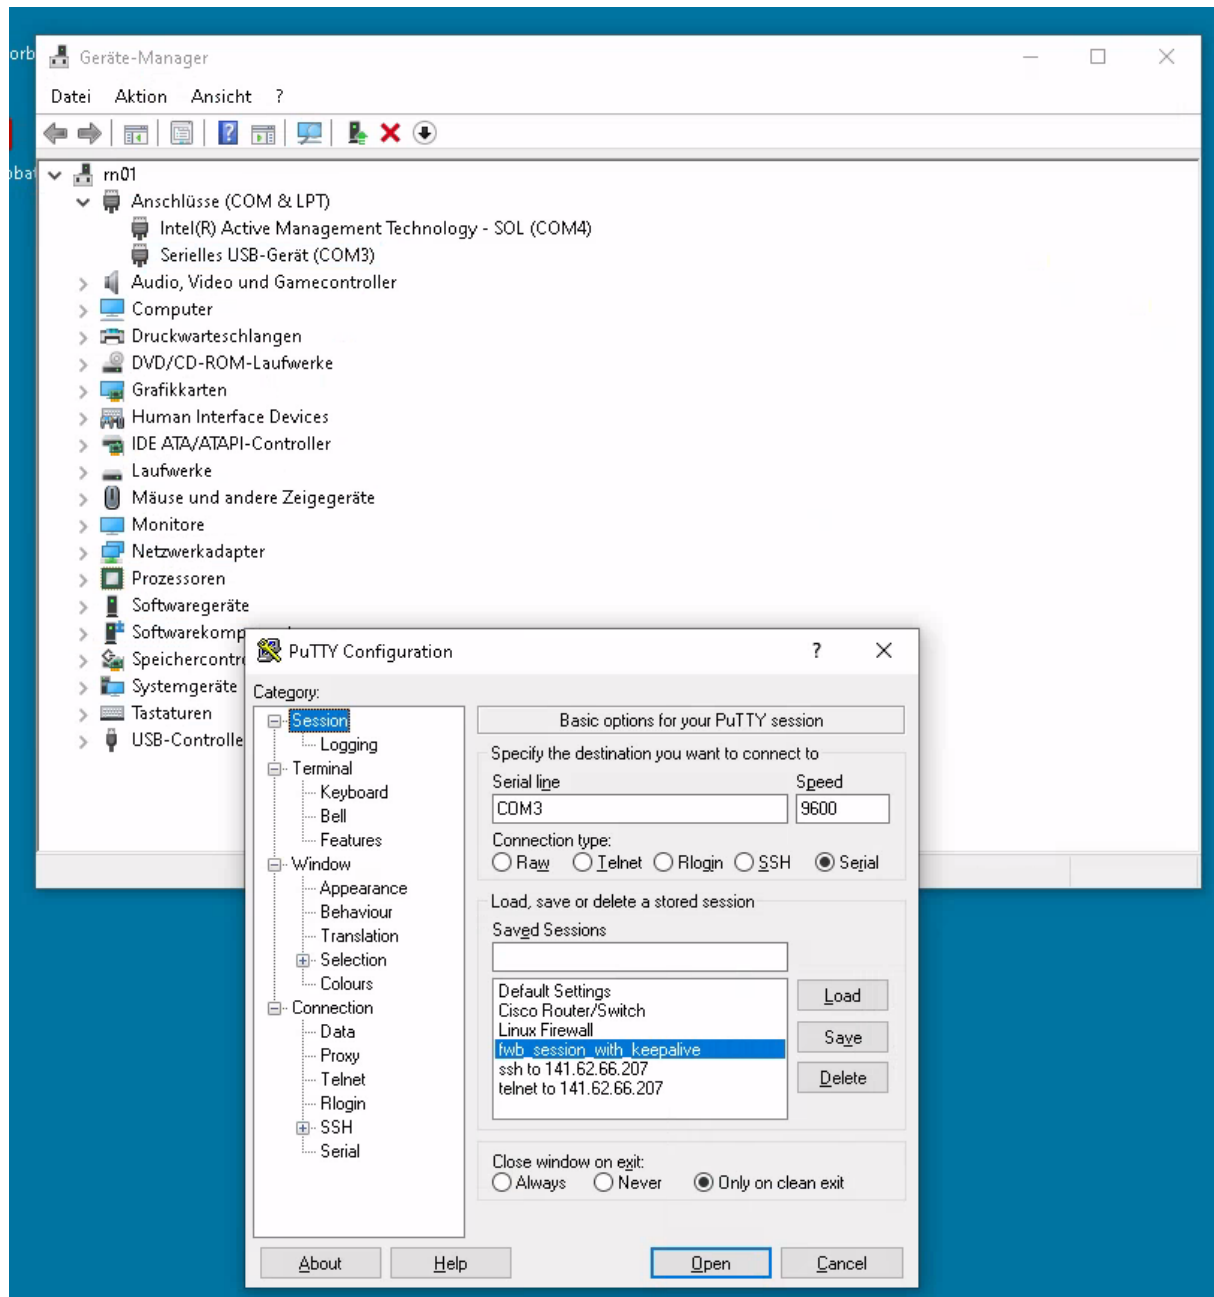 orb
Geräte-Manager
Datei Aktion Ansicht ?
obat
rn01
Anschlüsse (COM & LPT)
Intel(R) Active Management Technology - SOL (COM4)
Serielles USB-Gerät (COM3)
Audio, Video und Gamecontroller
Computer
Druckwarteschlangen
DVD/CD-ROM-Laufwerke
Grafikkarten
Human Interface Devices
IDE ATA/ATAPI-Controller
Laufwerke
Mäuse und andere Zeigegeräte
Monitore
Netzwerkadapter
Prozessoren
Softwaregeräte
Softwarekomp
Speichercontr
Systemgeräte
Tastaturen
USB-Controlle
PuTTY Configuration ?
Category:
Session
Logging
Terminal
Keyboard
Bell
Features
Window
Appearance
Behaviour
Translation
Selection
Colours
Connection
Data
Proxy
Telnet
Rlogin
SSH
Serial
Basic options for your PuTTY session
Specify the destination you want to connect to
Serial line Speed
COM3 9600
Connection type:
Raw Telnet Rlogin SSH Serial
Load, save or delete a stored session
Saved Sessions
Default Settings
Cisco Router/Switch
Linux Firewall
fwb_session_with_keepalive
ssh to 141.62.66.207
telnet to 141.62.66.207
Load
Save
Delete
Close window on exit:
Always Never Only on clean exit
About Help Open Cancel